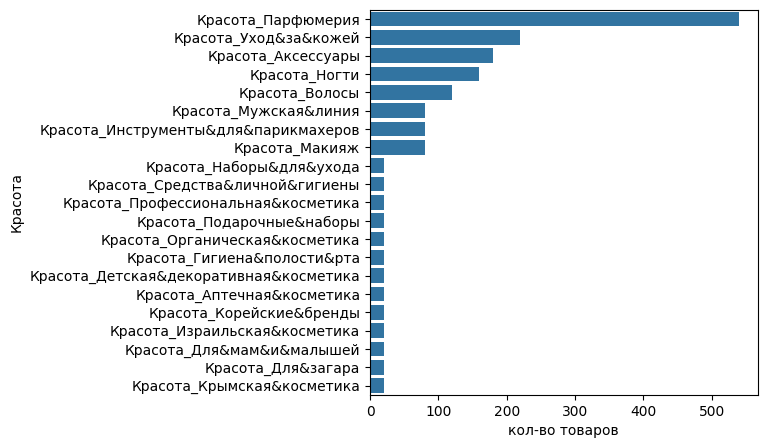 Красота_Парфюмерия
Красота_Уход&за&кожей
Красота_Аксессуары
Красота_Ногти
Красота_Волосы
Красота_Мужская&линия
Красота_Инструменты&для&парикмахеров
Красота_Макияж
Красота_Наборы&для&ухода
Красота_Средства&личной&гигиены
Красота_Профессиональная&косметика
Красота_Подарочные&наборы
Красота_Органическая&косметика
Красота_Гигиена&полости&рта
Красота_Детская&декоративная&косметика
Красота_Аптечная&косметика
Красота_Корейские&бренды
Красота_Израильская&косметика
Красота_Для&мам&и&малышей
Красота_Для&загара
Красота_Крымская&косметика
Красота
0 100 200 300 400 500
кол-во товаров